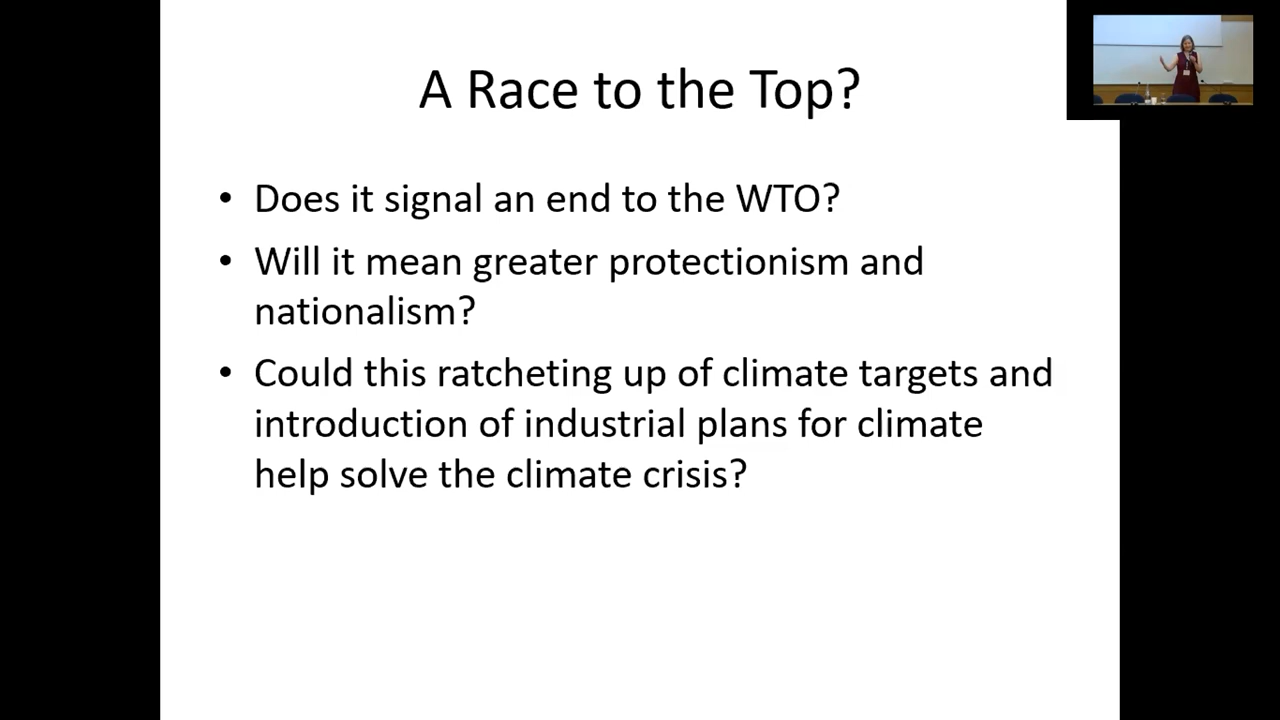 A Race to the Top?
• Does it signal an end to the WTO?
• Will it mean greater protectionism and
nationalism?
• Could this ratcheting up of climate targets and
introduction of industrial plans for climate
help solve the climate crisis?